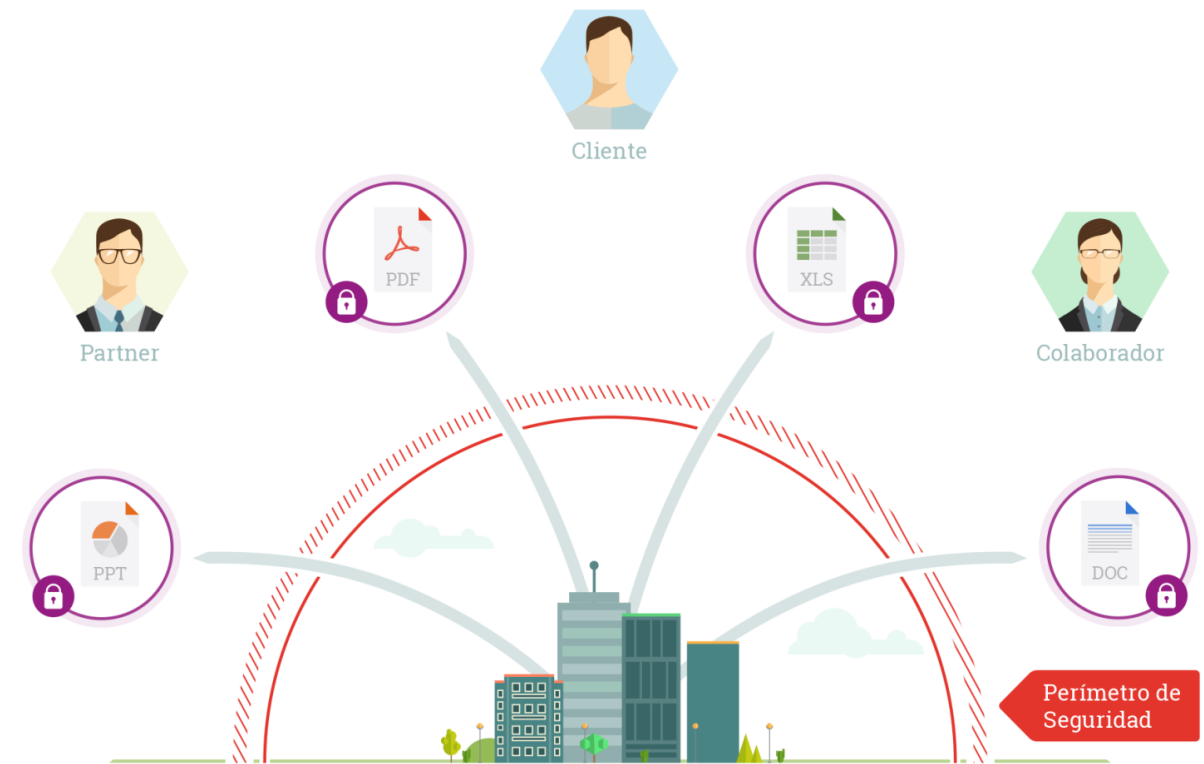 Cliente
PDF
XLS
Partner
Colaborador
PPT
DOC
Perímetro de
Seguridad